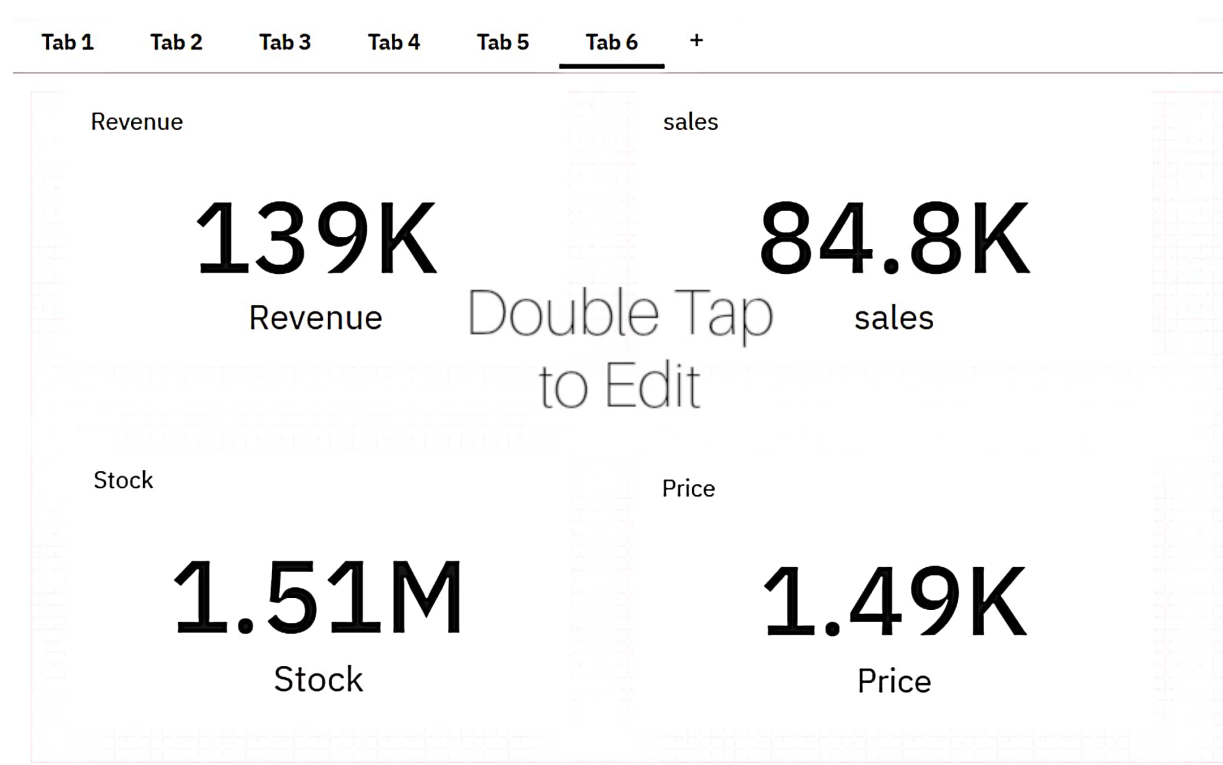 Tab 1 Tab 2 Tab 3 Tab 4 Tab 5 Tab 6 +
Revenue
139K
Revenue
sales
84.8K
sales
Double Tap
to Edit
Stock
1.51M
Stock
Price
1.49K
Price